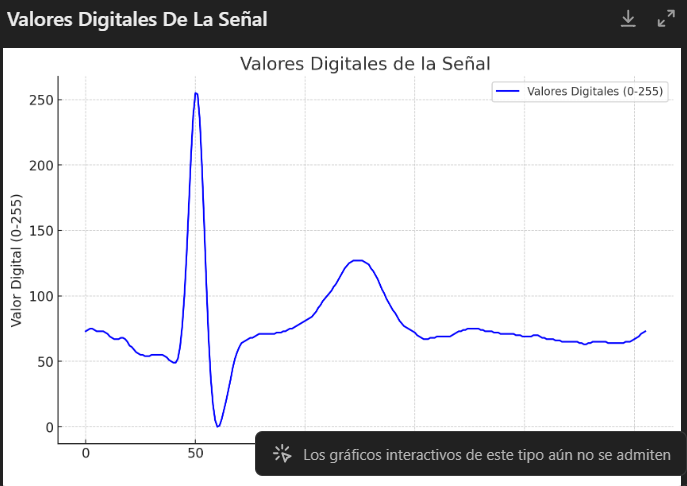 Valores Digitales De La Señal
Valores Digitales de la Señal
Valores Digitales (0-255)
Valor Digital (0-255)
250
200
150
100
50
0
0
50
Los gráficos interactivos de este tipo aún no se admiten